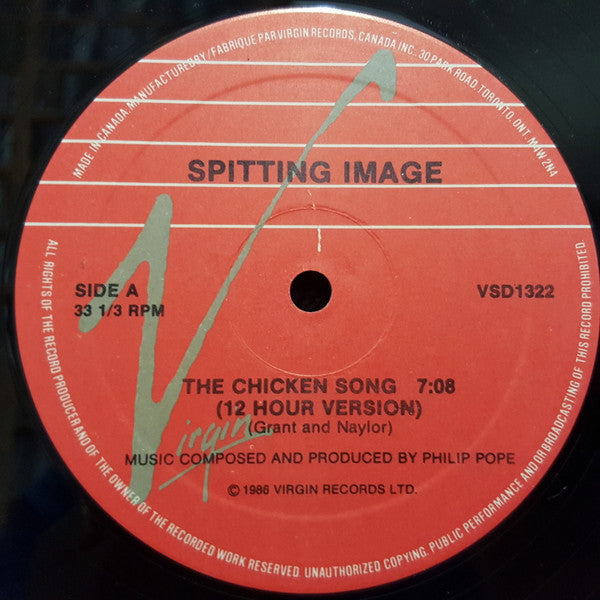 MADE IN CANADA. MANUFACTURED BY/FABRIQUE PAR VIRGIN RECORDS, CANADA INC. 30 PARK ROAD, TORONTO, ONT. M4W 2N4
SPITTING IMAGE
SIDE A
33 1/3 RPM
VSD1322
THE CHICKEN SONG 7:08
(12 HOUR VERSION)
(Grant and Naylor)
Virgin
MUSIC COMPOSED AND PRODUCED BY PHILIP POPE
© 1986 VIRGIN RECORDS LTD.
ALL RIGHTS OF THE RECORD PRODUCER AND OF THE OWNER OF THE RECORDED WORK RESERVED. UNAUTHORIZED COPYING, PUBLIC PERFORMANCE AND/OR BROADCASTING OF THIS RECORD PROHIBITED.